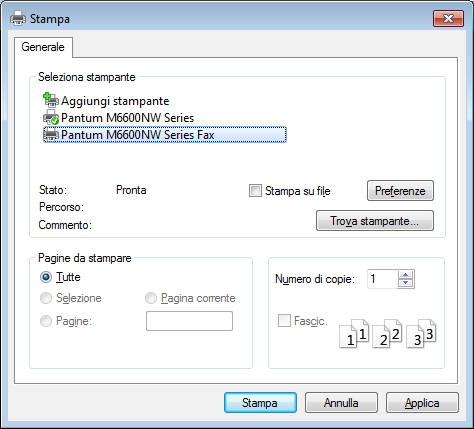 Stampa
Generale
Seleziona stampante
Aggiungi stampante
Pantum M6600NW Series
Pantum M6600NW Series Fax
Stato: Pronta
Stampa su file
Preferenze
Percorso:
Commento:
Trova stampante...
Pagine da stampare
Tutte
Selezione Pagina corrente
Pagine:
Numero di copie: 1
Fascic.
1 1 2 2 3 3
Stampa Annulla Applica